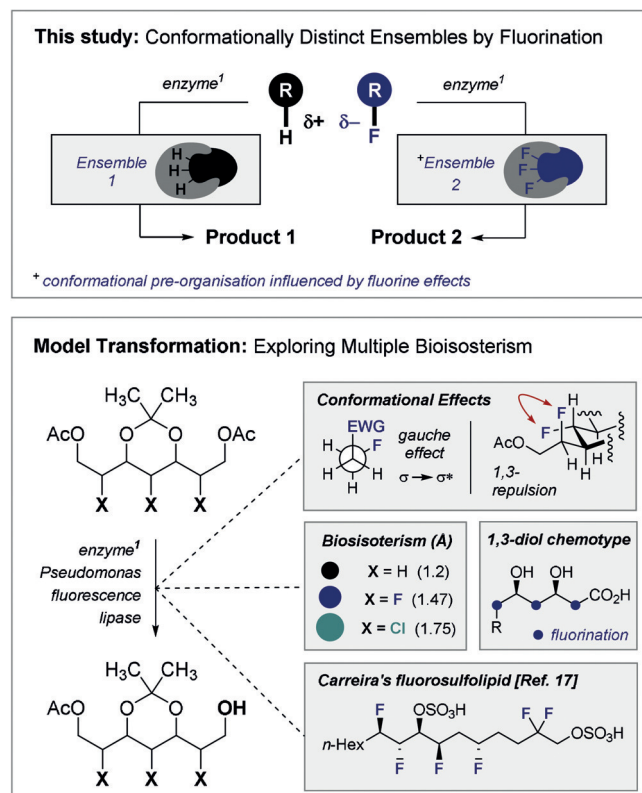 This study: Conformationally Distinct Ensembles by Fluorination
enzyme¹
R
H
δ+
δ−
R
F
enzyme¹
Ensemble
1
H
H
H
+Ensemble
2
F
F
F
Product 1
Product 2
+ conformational pre-organisation influenced by fluorine effects
Model Transformation: Exploring Multiple Bioisosterism
H₃C CH₃
O O
AcO OAc
X X X
enzyme¹
Pseudomonas
fluorescence
lipase
H₃C CH₃
O O
AcO OH
X X X
Conformational Effects
EWG
F
H H
H H
gauche
effect
σ → σ*
F H
F
AcO
H H H
1,3-
repulsion
Biosisoterism (Å)
X = H (1.2)
X = F (1.47)
X = Cl (1.75)
1,3-diol chemotype
OH OH
CO₂H
R
fluorination
Carreira's fluorosulfolipid [Ref. 17]
F OSO₃H F F OSO₃H
n-Hex
F F F